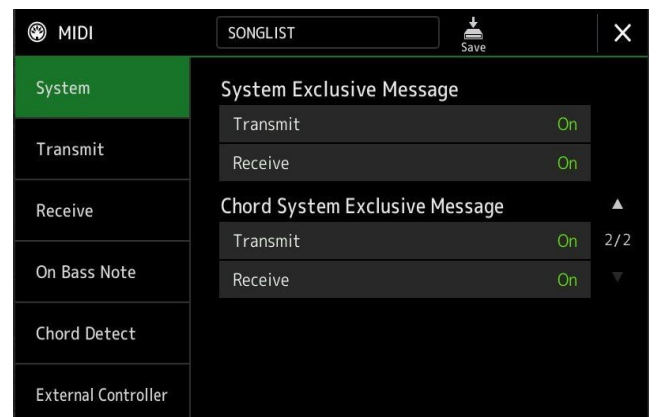 MIDI
SONGLIST
Save
System
Transmit
Receive
On Bass Note
Chord Detect
External Controller
System Exclusive Message
Transmit On
Receive On
Chord System Exclusive Message
Transmit On
Receive On
2/2